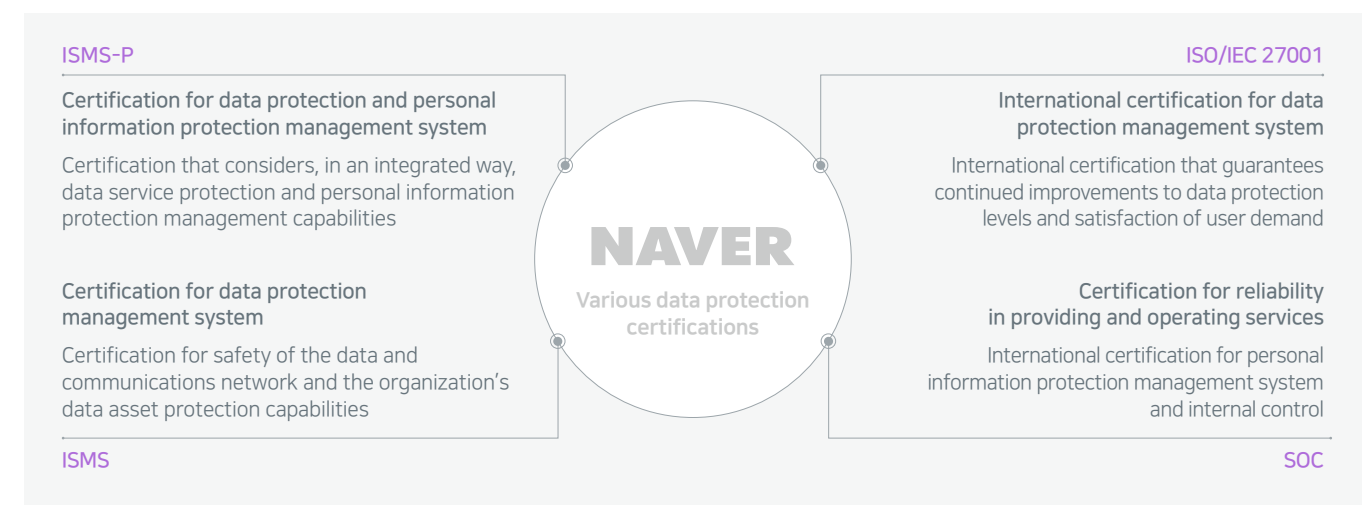 ISMS-P
Certification for data protection and personal
information protection management system
Certification that considers, in an integrated way,
data service protection and personal information
protection management capabilities
ISO/IEC 27001
International certification for data
protection management system
International certification that guarantees
continued improvements to data protection
levels and satisfaction of user demand
NAVER
Various data protection
certifications
Certification for data protection
management system
Certification for safety of the data and
communications network and the organization's
data asset protection capabilities
ISMS
Certification for reliability
in providing and operating services
International certification for personal
information protection management system
and internal control
SOC